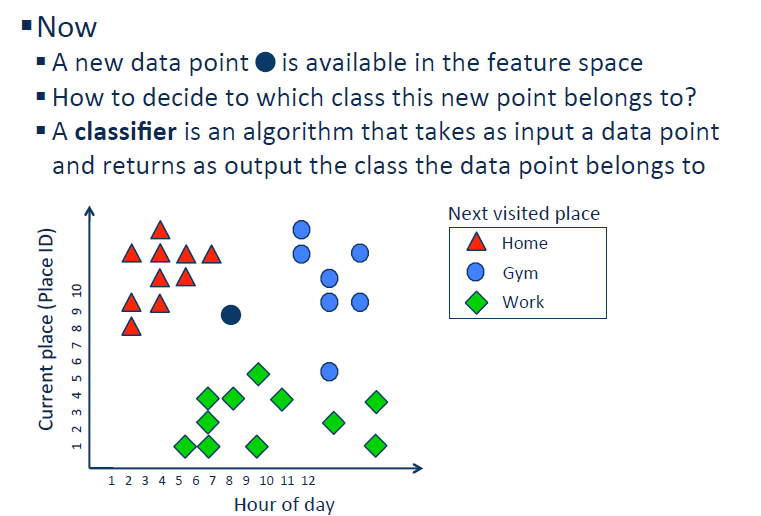 Now
A new data point is available in the feature space
How to decide to which class this new point belongs to?
A classifier is an algorithm that takes as input a data point
and returns as output the class the data point belongs to
Next visited place
Home
Gym
Work
Current place (Place ID)
1 2 3 4 5 6 7 8 9 10
1 2 3 4 5 6 7 8 9 10 11 12
Hour of day